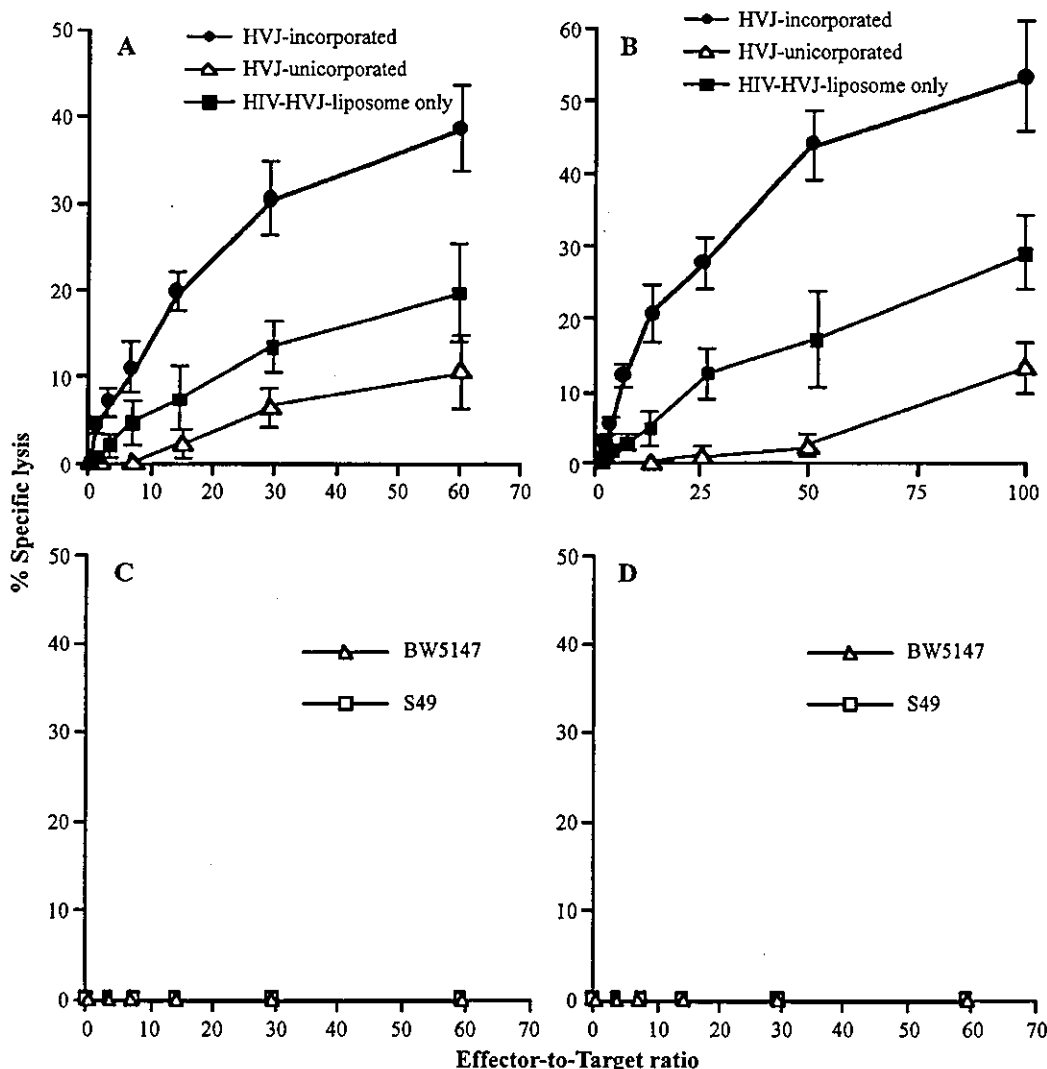 A
HVJ-incorporated
HVJ-unicorporated
HIV-HVJ-liposome only
50
40
30
20
10
0
0 10 20 30 40 50 60 70
B
HVJ-incorporated
HVJ-unicorporated
HIV-HVJ-liposome only
60
50
40
30
20
10
0
0 25 50 75 100
% Specific lysis
C
BW5147
S49
50
40
30
20
10
0
0 10 20 30 40 50 60 70
D
BW5147
S49
50
40
30
20
10
0
0 10 20 30 40 50 60 70
Effector-to-Target ratio